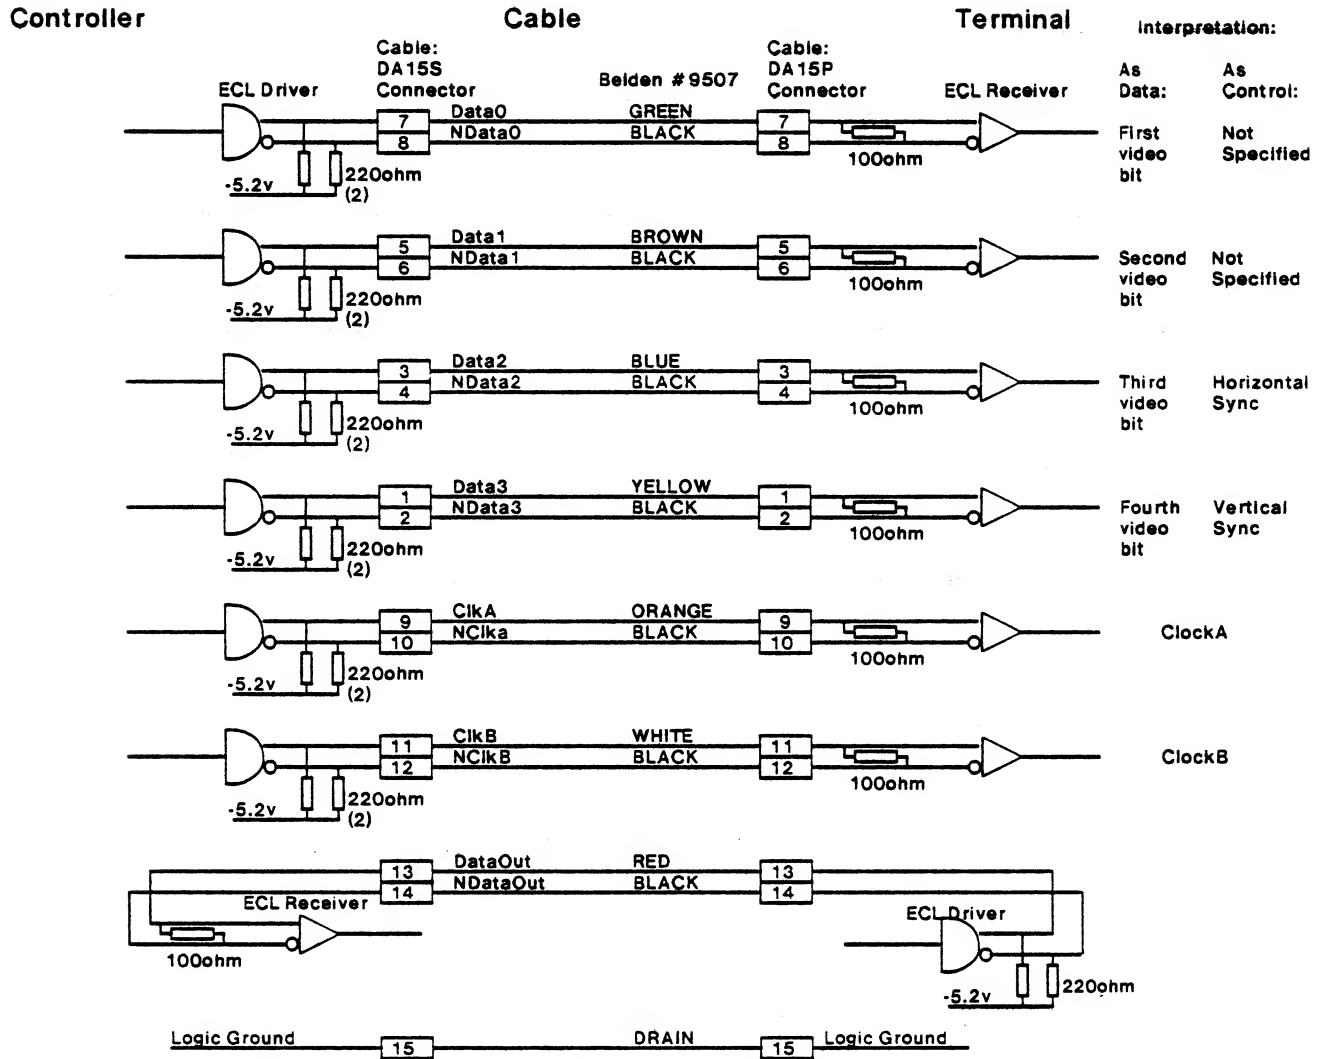 Controller Cable Terminal Interpretation:
Cable: DA15S Connector
Belden #9507
Cable: DA15P Connector
As Data: As Control:
ECL Driver ECL Receiver
7 Data0 GREEN 7
8 NData0 BLACK 8
100ohm
-5.2v 220ohm (2)
First video bit
Not Specified
5 Data1 BROWN 5
6 NData1 BLACK 6
100ohm
-5.2v 220ohm (2)
Second video bit
Not Specified
3 Data2 BLUE 3
4 NData2 BLACK 4
100ohm
-5.2v 220ohm (2)
Third video bit
Horizontal Sync
1 Data3 YELLOW 1
2 NData3 BLACK 2
100ohm
-5.2v 220ohm (2)
Fourth video bit
Vertical Sync
9 ClkA ORANGE 9
10 NClka BLACK 10
100ohm
-5.2v 220ohm (2)
ClockA
11 ClkB WHITE 11
12 NClkB BLACK 12
100ohm
-5.2v 220ohm (2)
ClockB
13 DataOut RED 13
14 NDataOut BLACK 14
ECL Receiver ECL Driver
100ohm
-5.2v 220ohm
Logic Ground 15 DRAIN 15 Logic Ground